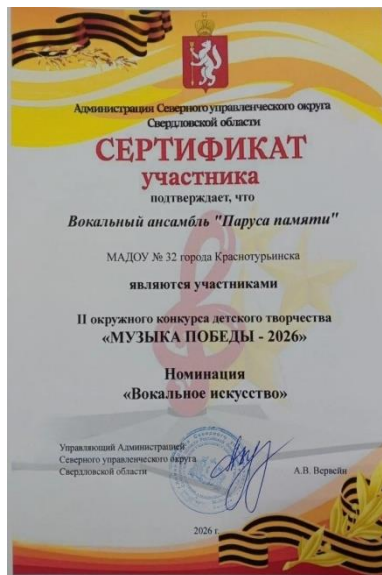 Администрация Северного управленческого округа
Свердловской области
СЕРТИФИКАТ
участника
подтверждает, что
Вокальный ансамбль "Паруса памяти"
МАДОУ № 32 города Краснотурьинска
являются участниками
II окружного конкурса детского творчества
«МУЗЫКА ПОБЕДЫ - 2026»
Номинация
«Вокальное искусство»
Управляющий Администрацией
Северного управленческого округа
Свердловской области
А.В. Вервейн
2026 г.